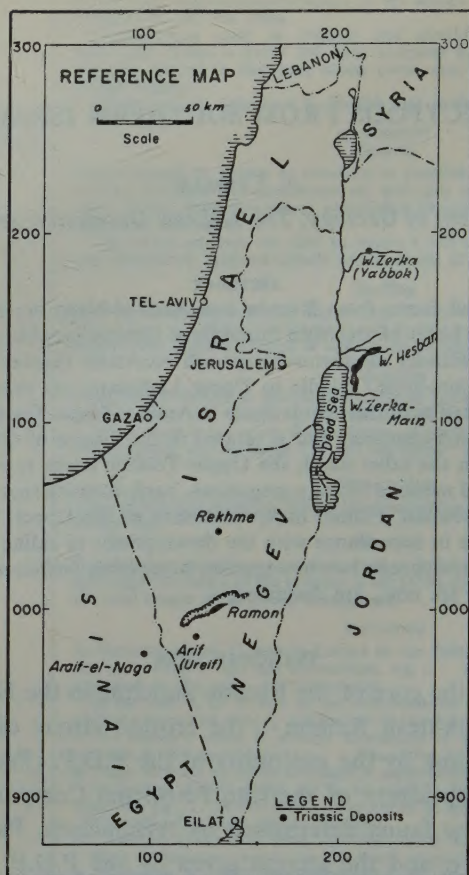 100
200
300
REFERENCE MAP
0 50 km
Scale
LEBANON
SYRIA
300
200
200
W. Zerka
(Yabbok)
TEL-AVIV
ISRAEL
JERUSALEM
W. Hesban
GAZA
W. Zerka-
Main
Dead Sea
100
100
Rekhme
NEGEV
JORDAN
000
000
Ramon
Arif
(Ureif)
Araif-el-Naga
SINAI
EGYPT
900
900
EILAT
LEGEND
Triassic Deposits
100
200